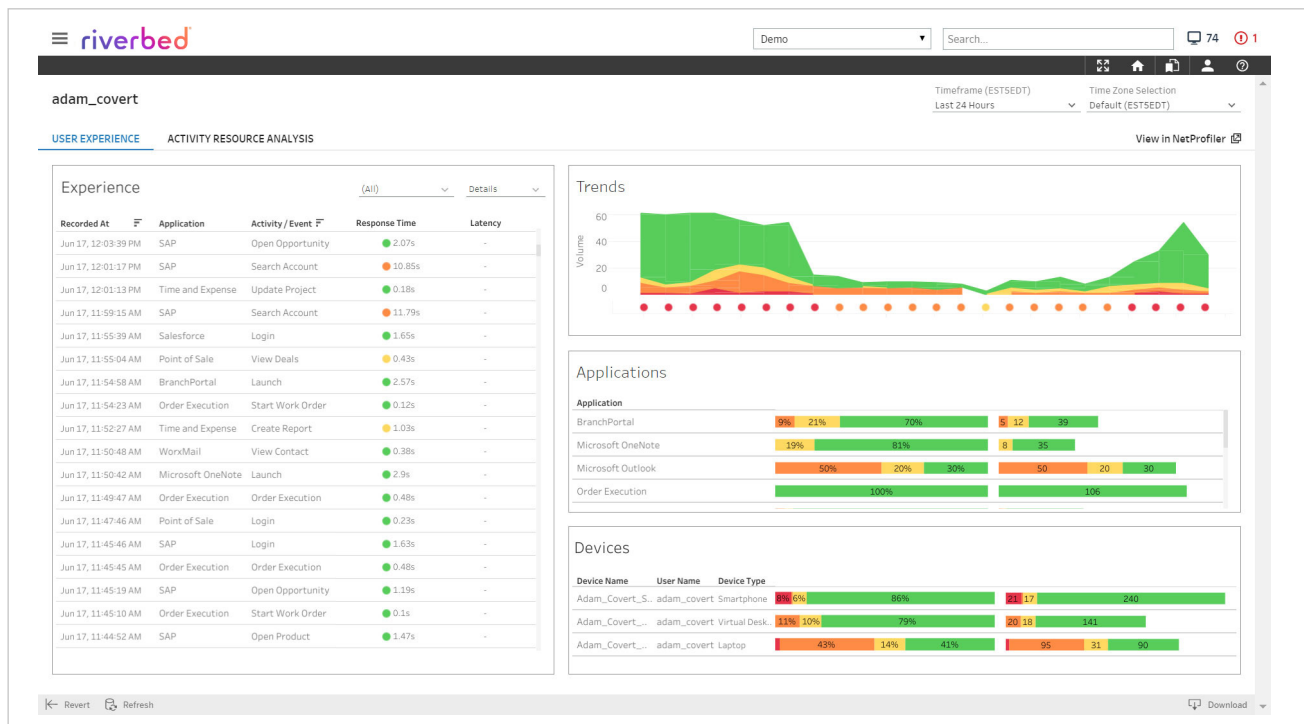 riverbed
Demo
Search...
74
1
adam_covert
Timeframe (EST5EDT)
Last 24 Hours
Time Zone Selection
Default (EST5EDT)
USER EXPERIENCE
ACTIVITY RESOURCE ANALYSIS
View in NetProfiler
Experience
(All)
Details
Recorded At Application Activity / Event Response Time Latency
Jun 17, 12:03:39 PM SAP Open Opportunity 2.07s -
Jun 17, 12:01:17 PM SAP Search Account 10.85s -
Jun 17, 12:01:13 PM Time and Expense Update Project 0.18s -
Jun 17, 11:59:15 AM SAP Search Account 11.79s -
Jun 17, 11:55:39 AM Salesforce Login 1.65s -
Jun 17, 11:55:04 AM Point of Sale View Deals 0.43s -
Jun 17, 11:54:58 AM BranchPortal Launch 2.57s -
Jun 17, 11:54:23 AM Order Execution Start Work Order 0.12s -
Jun 17, 11:52:27 AM Time and Expense Create Report 1.03s -
Jun 17, 11:50:48 AM WorxMail View Contact 0.38s -
Jun 17, 11:50:42 AM Microsoft OneNote Launch 2.9s -
Jun 17, 11:49:47 AM Order Execution Order Execution 0.48s -
Jun 17, 11:47:46 AM Point of Sale Login 0.23s -
Jun 17, 11:45:46 AM SAP Login 1.63s -
Jun 17, 11:45:45 AM Order Execution Order Execution 0.48s -
Jun 17, 11:45:19 AM SAP Open Opportunity 1.19s -
Jun 17, 11:45:10 AM Order Execution Start Work Order 0.1s -
Jun 17, 11:44:52 AM SAP Open Product 1.47s -
Trends
Volume
60
40
20
0
Applications
Application
BranchPortal 9% 21% 70% 5 12 39
Microsoft OneNote 19% 81% 8 35
Microsoft Outlook 50% 20% 30% 50 20 30
Order Execution 100% 106
Devices
Device Name User Name Device Type
Adam_Covert_S.. adam_covert Smartphone 8% 6% 86% 21 17 240
Adam_Covert_... adam_covert Virtual Desk.. 11% 10% 79% 20 18 141
Adam_Covert_... adam_covert Laptop 43% 14% 41% 95 31 90
Revert
Refresh
Download